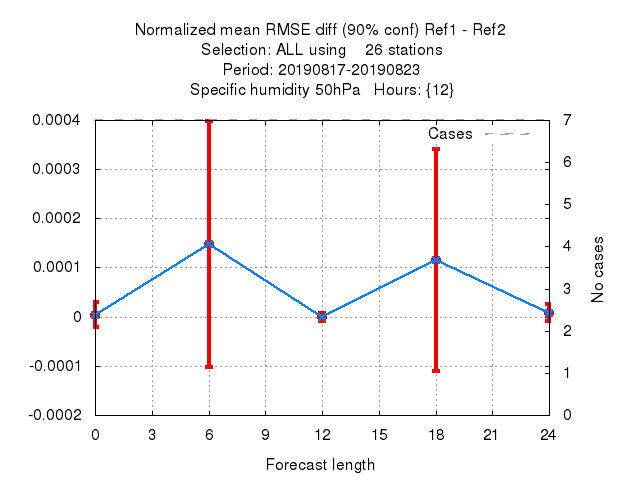 Normalized mean RMSE diff (90% conf) Ref1 - Ref2
Selection: ALL using    26 stations
Period: 20190817-20190823
Specific humidity 50hPa   Hours: {12}
0.0004
0.0003
0.0002
0.0001
0
-0.0001
-0.0002
Cases
7
6
5
4
3
2
1
0
No cases
0 3 6 9 12 15 18 21 24
Forecast length